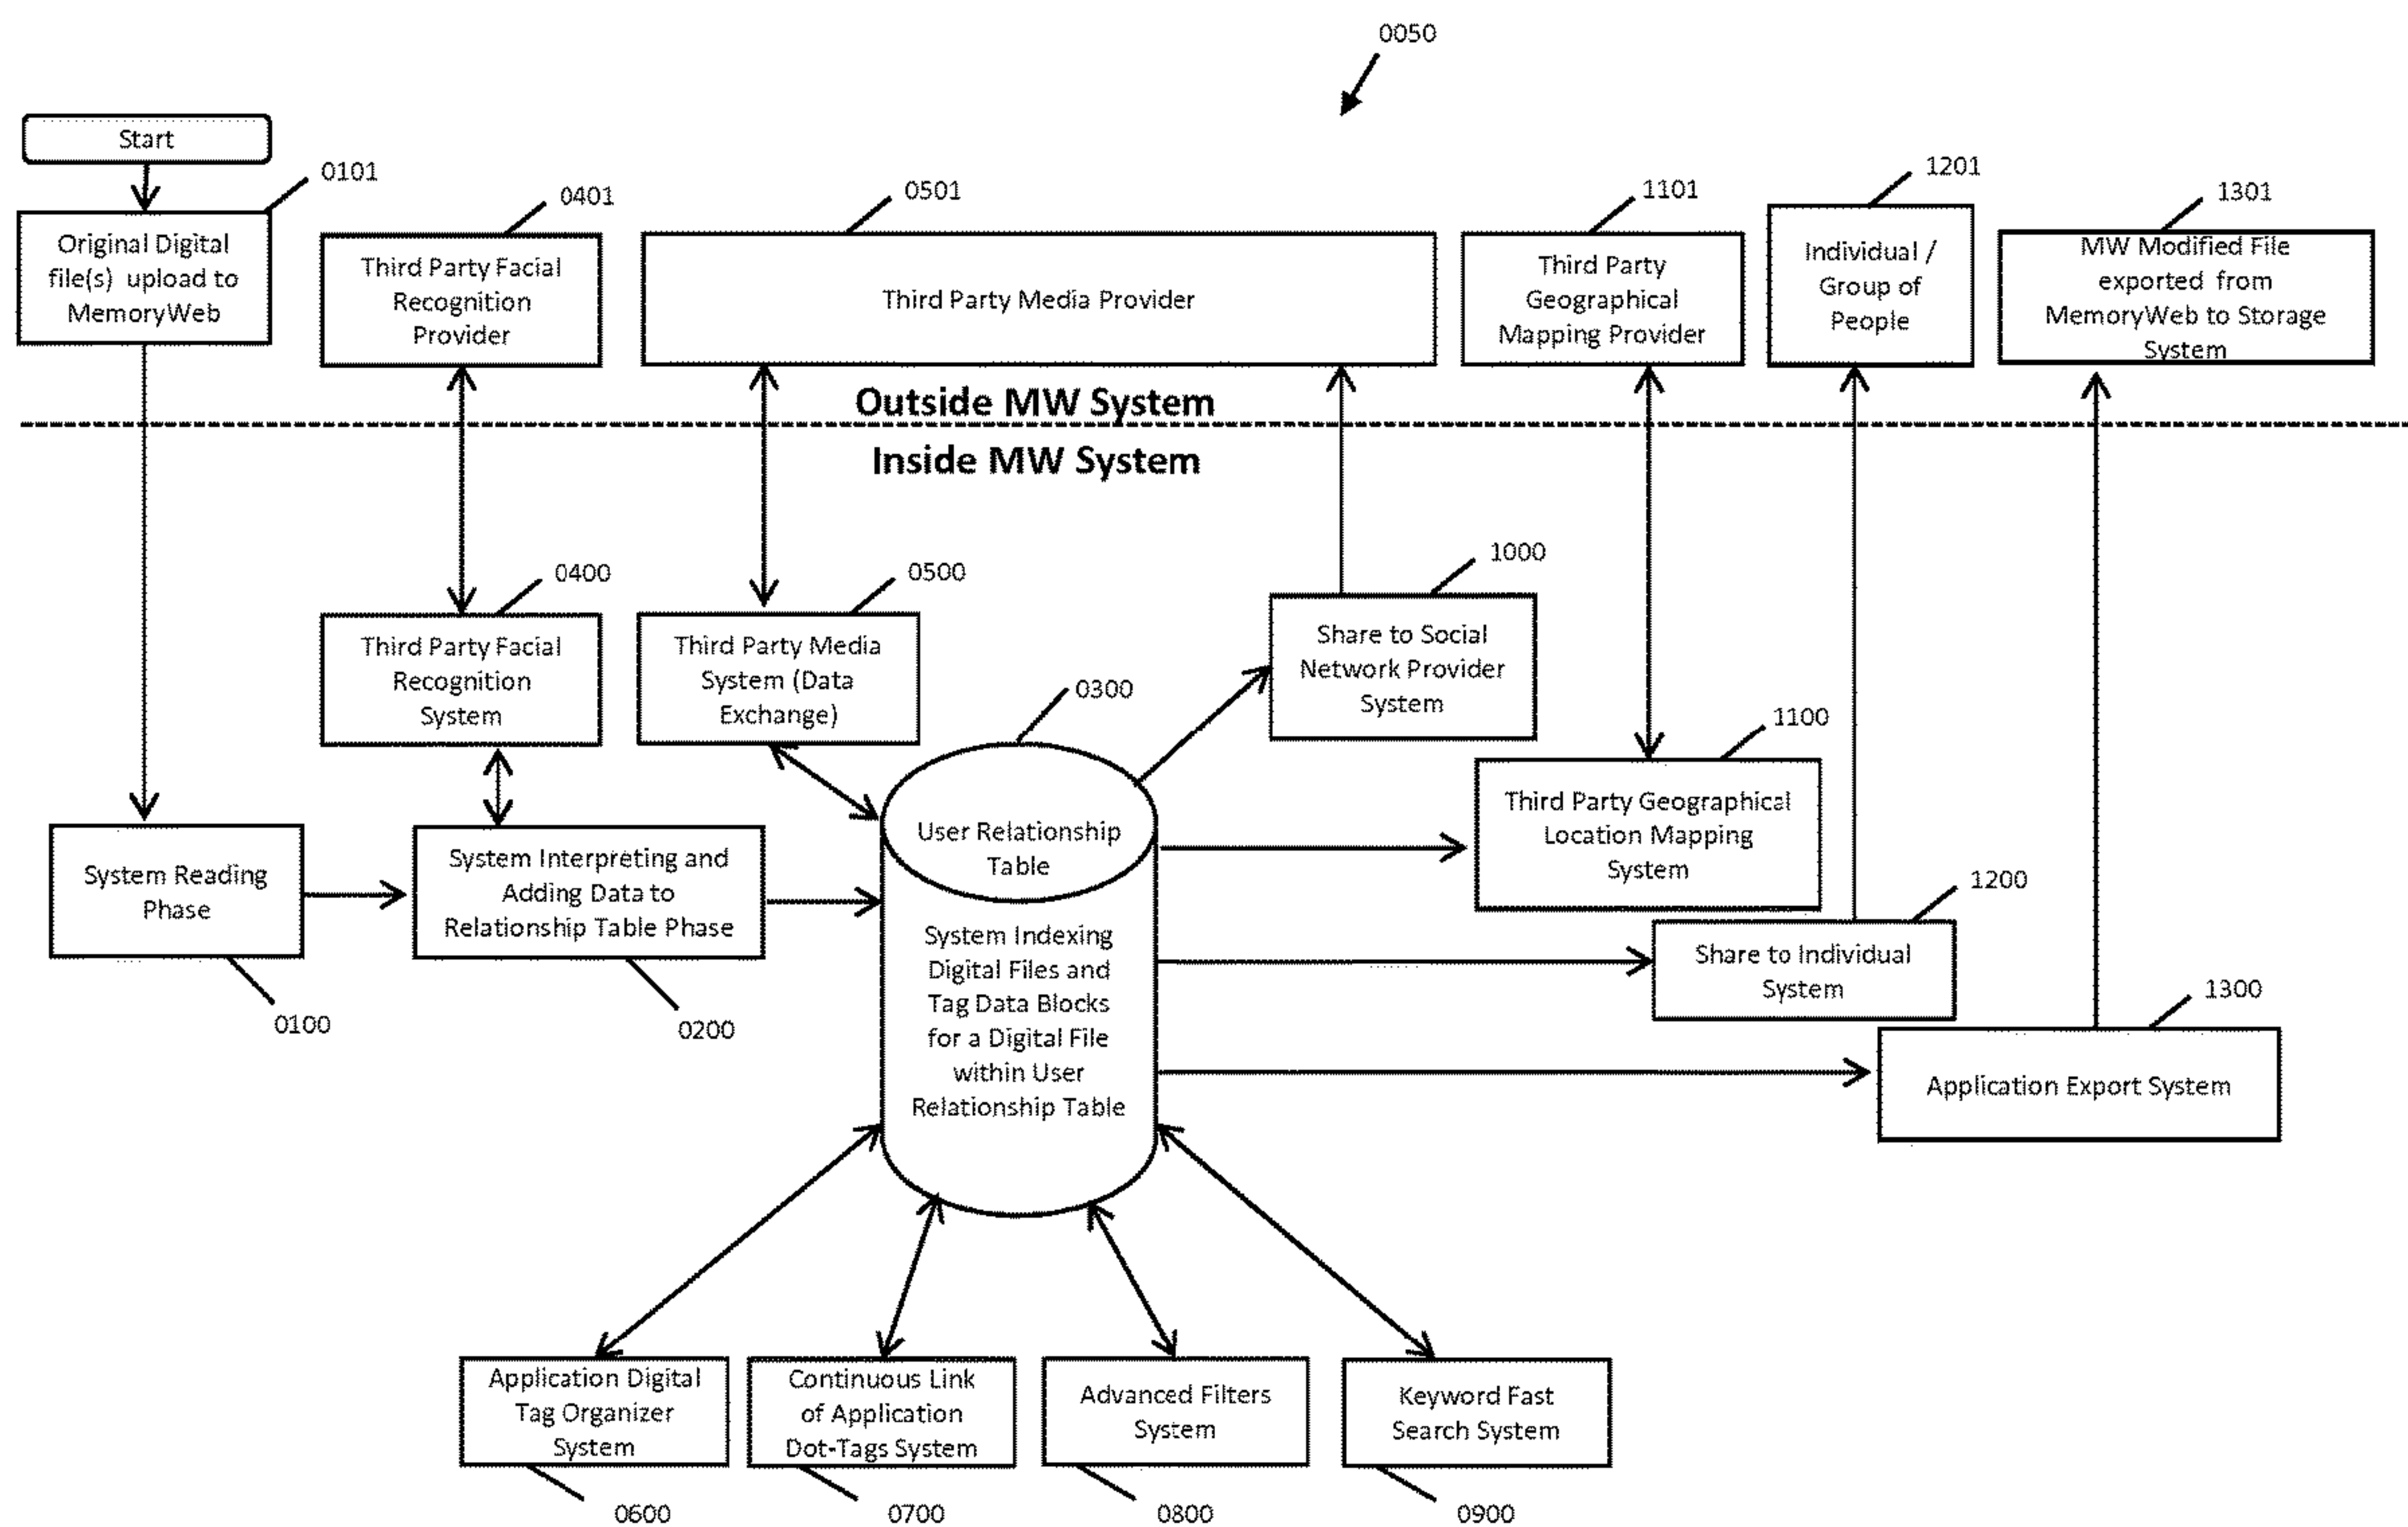 0050
Start
0101
0401
0501
1101
1201
1301
Original Digital
file(s) upload to
MemoryWeb
Third Party Facial
Recognition
Provider
Third Party Media Provider
Third Party
Geographical
Mapping Provider
Individual /
Group of
People
MW Modified File
exported from
MemoryWeb to Storage
System
Outside MW System
Inside MW System
0400
0500
1000
Third Party Facial
Recognition
System
Third Party Media
System (Data
Exchange)
Share to Social
Network Provider
System
0300
1100
System Reading
Phase
System Interpreting and
Adding Data to
Relationship Table Phase
User Relationship
Table
Third Party Geographical
Location Mapping
System
0100
0200
System Indexing
Digital Files and
Tag Data Blocks
for a Digital File
within User
Relationship Table
1200
Share to Individual
System
1300
Application Export System
Application Digital
Tag Organizer
System
Continuous Link
of Application
Dot-Tags System
Advanced Filters
System
Keyword Fast
Search System
0600
0700
0800
0900